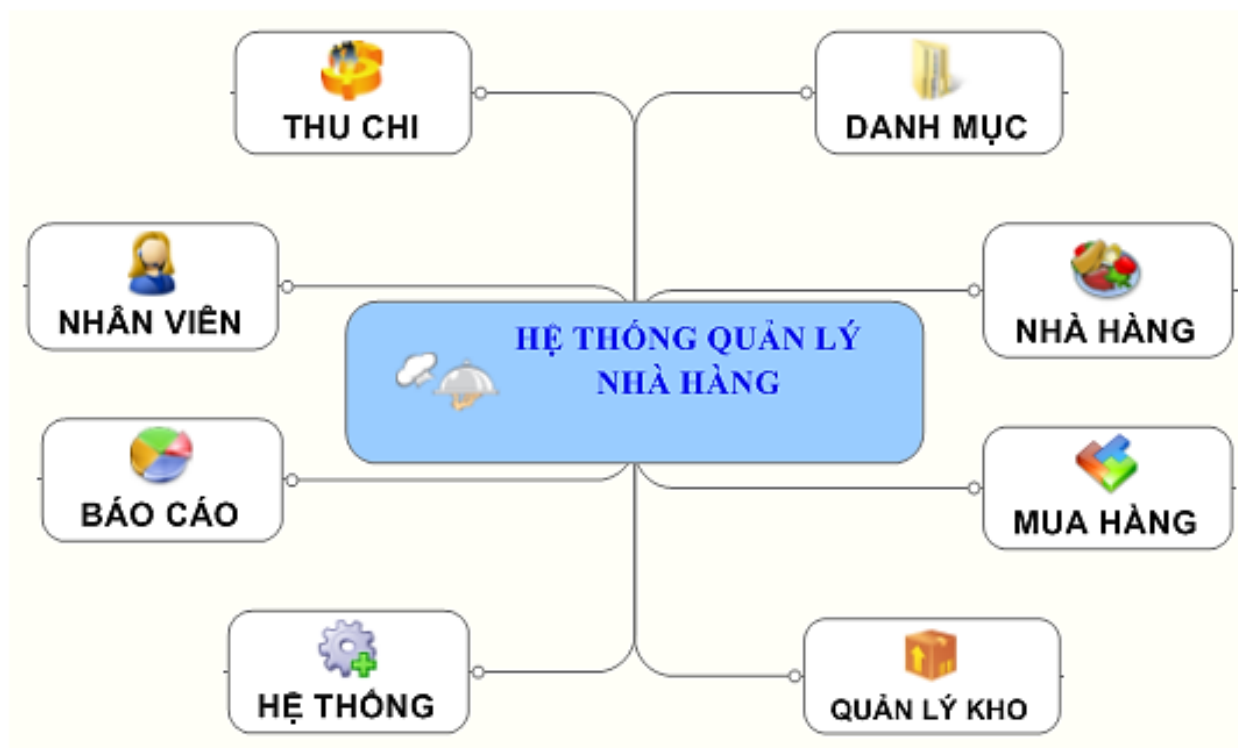 THU CHI
DANH MỤC
NHÂN VIÊN
NHÀ HÀNG
HỆ THỐNG QUẢN LÝ
NHÀ HÀNG
BÁO CÁO
MUA HÀNG
HỆ THỐNG
QUẢN LÝ KHO